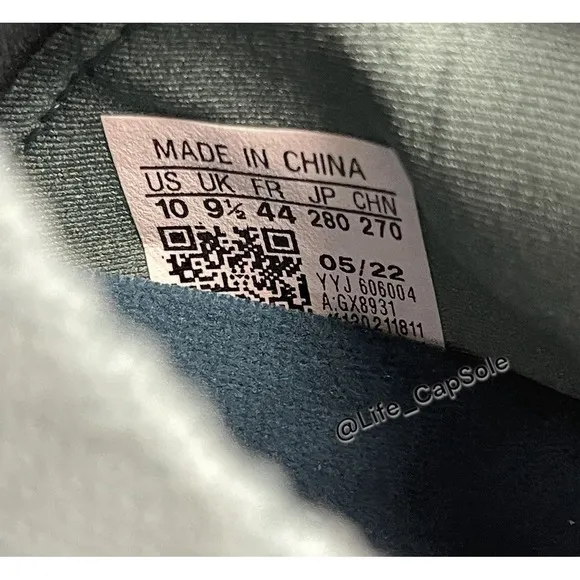 MADE IN CHINA
US UK FR JP CHN
10 9½ 44 280 270
05/22
YYJ 606004
A:GX8931
120211811
@Life_CapSole